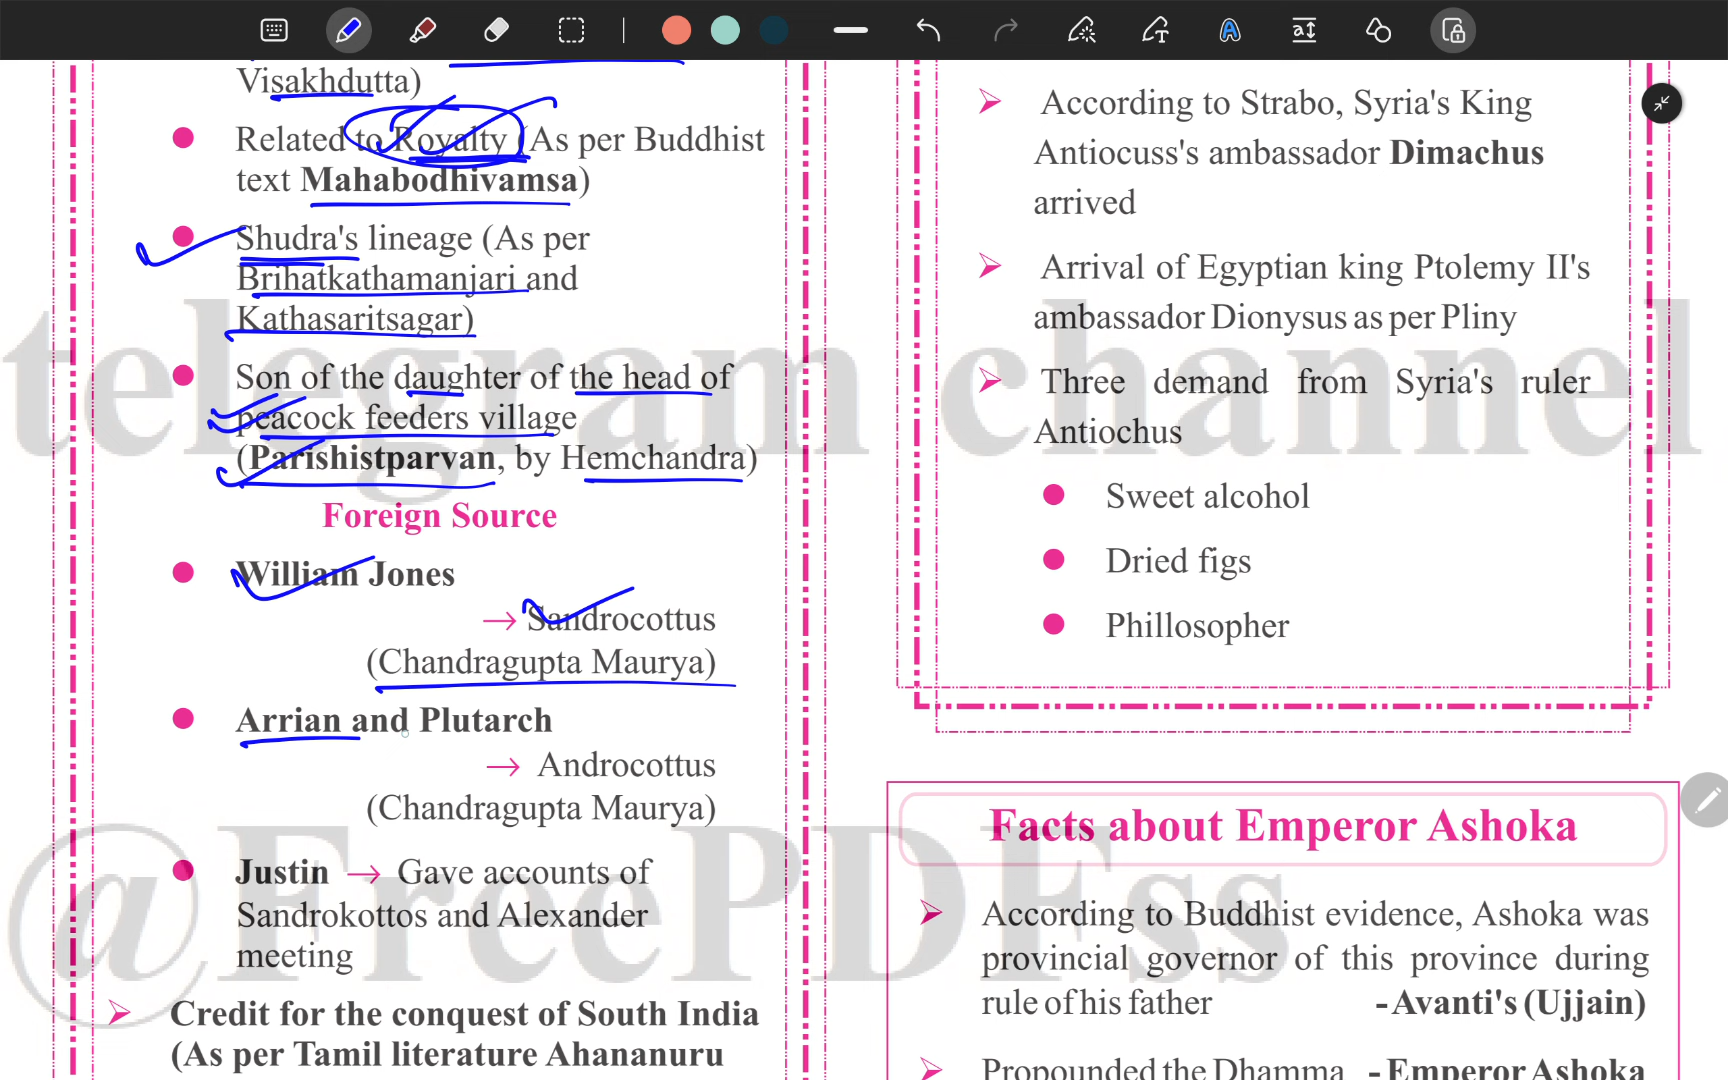 Visakhdutta)
Related to Royalty (As per Buddhist
text Mahabodhivamsa)
Shudra's lineage (As per
Brihatkathamanjari and
Kathasaritsagar)
Son of the daughter of the head of
peacock feeders village
(Parishistparvan, by Hemchandra)
Foreign Source
William Jones
→ Sandrocottus
(Chandragupta Maurya)
Arrian and Plutarch
→ Androcottus
(Chandragupta Maurya)
Justin → Gave accounts of
Sandrokottos and Alexander
meeting
Credit for the conquest of South India
(As per Tamil literature Ahananuru
According to Strabo, Syria's King
Antiocuss's ambassador Dimachus
arrived
Arrival of Egyptian king Ptolemy II's
ambassador Dionysus as per Pliny
Three demand from Syria's ruler
Antiochus
Sweet alcohol
Dried figs
Phillosopher
Facts about Emperor Ashoka
According to Buddhist evidence, Ashoka was
provincial governor of this province during
rule of his father - Avanti's (Ujjain)
Propounded the Dhamma - Emperor Ashoka
telegram channel
@FreePDFss